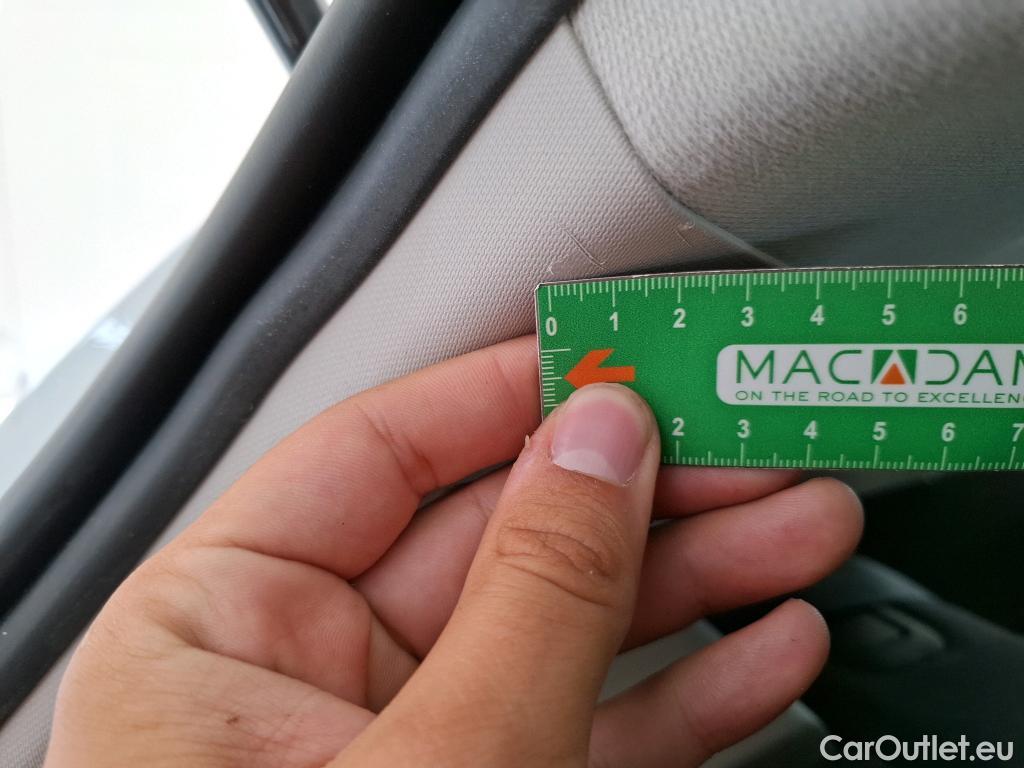 0 1 2 3 4 5 6
MACADAM
ON THE ROAD TO EXCELLENC
2 3 4 5 6 7
CarOutlet.eu